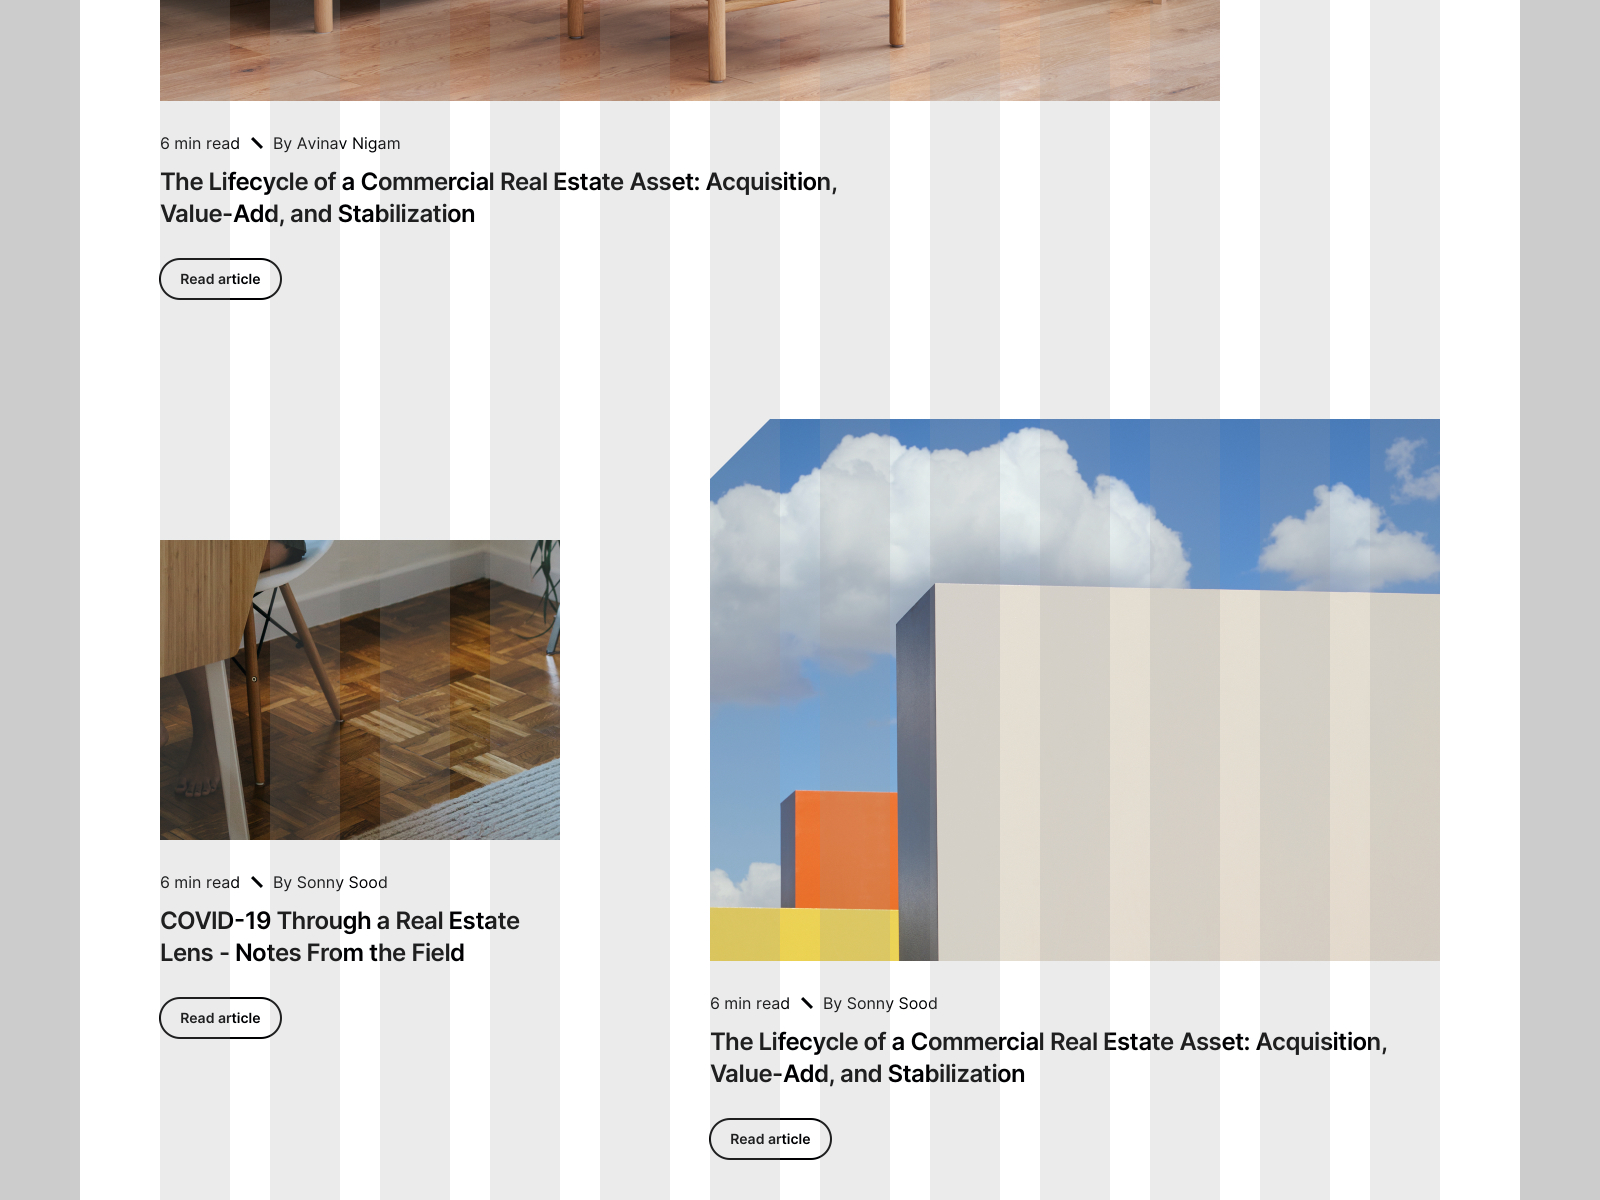 6 min read \ By Avinav Nigam
The Lifecycle of a Commercial Real Estate Asset: Acquisition,
Value-Add, and Stabilization
Read article
6 min read \ By Sonny Sood
COVID-19 Through a Real Estate
Lens - Notes From the Field
Read article
6 min read \ By Sonny Sood
The Lifecycle of a Commercial Real Estate Asset: Acquisition,
Value-Add, and Stabilization
Read article